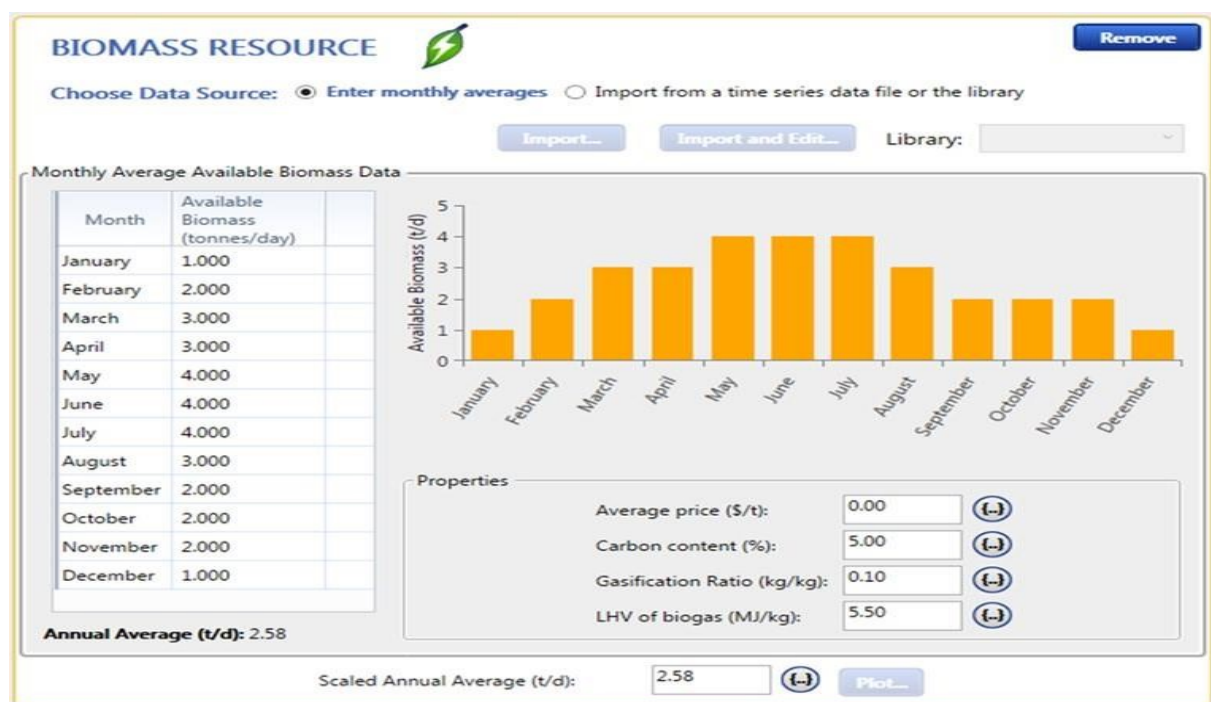 BIOMASS RESOURCE
Remove
Choose Data Source: Enter monthly averages Import from a time series data file or the library
Import... Import and Edit... Library:
Monthly Average Available Biomass Data
Month Available Biomass (tonnes/day)
January 1.000
February 2.000
March 3.000
April 3.000
May 4.000
June 4.000
July 4.000
August 3.000
September 2.000
October 2.000
November 2.000
December 1.000
Annual Average (t/d): 2.58
Available Biomass (t/d)
5
4
3
2
1
0
January February March April May June July August September October November December
Properties
Average price ($/t): 0.00 {..}
Carbon content (%): 5.00 {..}
Gasification Ratio (kg/kg): 0.10 {..}
LHV of biogas (MJ/kg): 5.50 {..}
Scaled Annual Average (t/d): 2.58 {..} Plot...